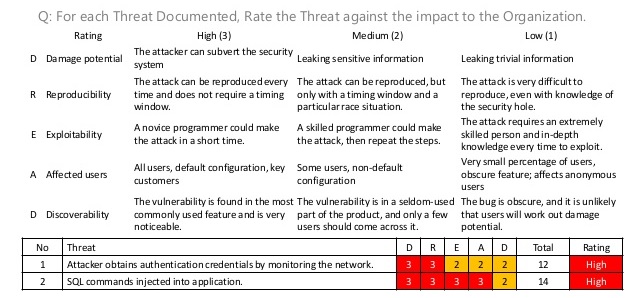 Q: For each Threat Documented, Rate the Threat against the impact to the Organization.
Rating High (3) Medium (2) Low (1)
D Damage potential The attacker can subvert the security system Leaking sensitive information Leaking trivial information
R Reproducibility The attack can be reproduced every time and does not require a timing window. The attack can be reproduced, but only with a timing window and a particular race situation. The attack is very difficult to reproduce, even with knowledge of the security hole.
E Exploitability A novice programmer could make the attack in a short time. A skilled programmer could make the attack, then repeat the steps. The attack requires an extremely skilled person and in-depth knowledge every time to exploit.
A Affected users All users, default configuration, key customers Some users, non-default configuration Very small percentage of users, obscure feature; affects anonymous users
D Discoverability The vulnerability is found in the most commonly used feature and is very noticeable. The vulnerability is in a seldom-used part of the product, and only a few users should come across it. The bug is obscure, and it is unlikely that users will work out damage potential.
No Threat D R E A D Total Rating
1 Attacker obtains authentication credentials by monitoring the network. 3 3 2 2 2 12 High
2 SQL commands injected into application. 3 3 3 3 2 14 High